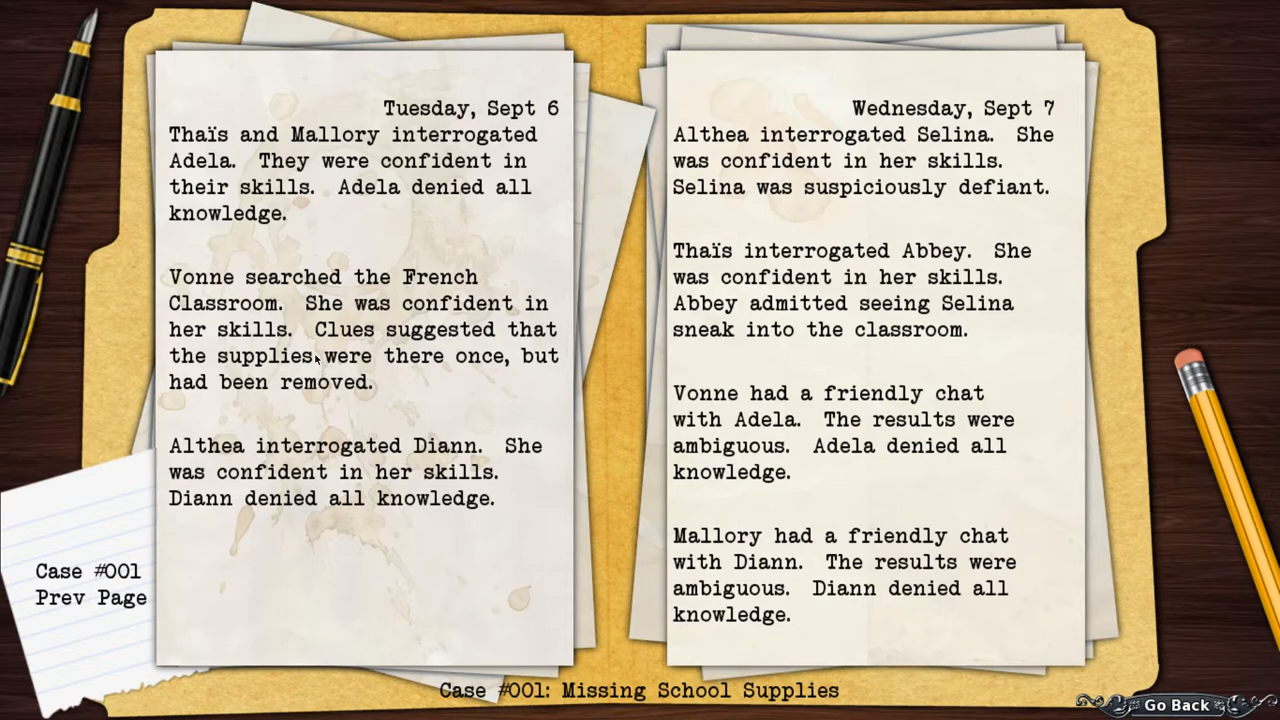 Tuesday, Sept 6
Thaïs and Mallory interrogated
Adela. They were confident in
their skills. Adela denied all
knowledge.
Vonne searched the French
Classroom. She was confident in
her skills. Clues suggested that
the supplies were there once, but
had been removed.
Althea interrogated Diann. She
was confident in her skills.
Diann denied all knowledge.
Case #001
Prev Page
Wednesday, Sept 7
Althea interrogated Selina. She
was confident in her skills.
Selina was suspiciously defiant.
Thaïs interrogated Abbey. She
was confident in her skills.
Abbey admitted seeing Selina
sneak into the classroom.
Vonne had a friendly chat
with Adela. The results were
ambiguous. Adela denied all
knowledge.
Mallory had a friendly chat
with Diann. The results were
ambiguous. Diann denied all
knowledge.
Case #001: Missing School Supplies
Go Back